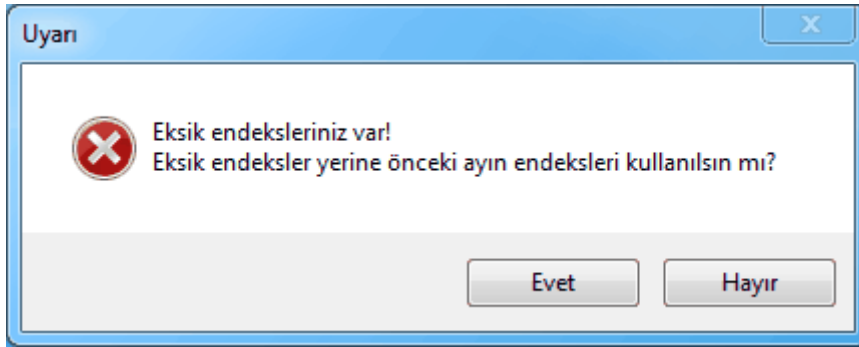 Uyarı
Eksik endeksleriniz var!
Eksik endeksler yerine önceki ayın endeksleri kullanılsın mı?
Evet
Hayır